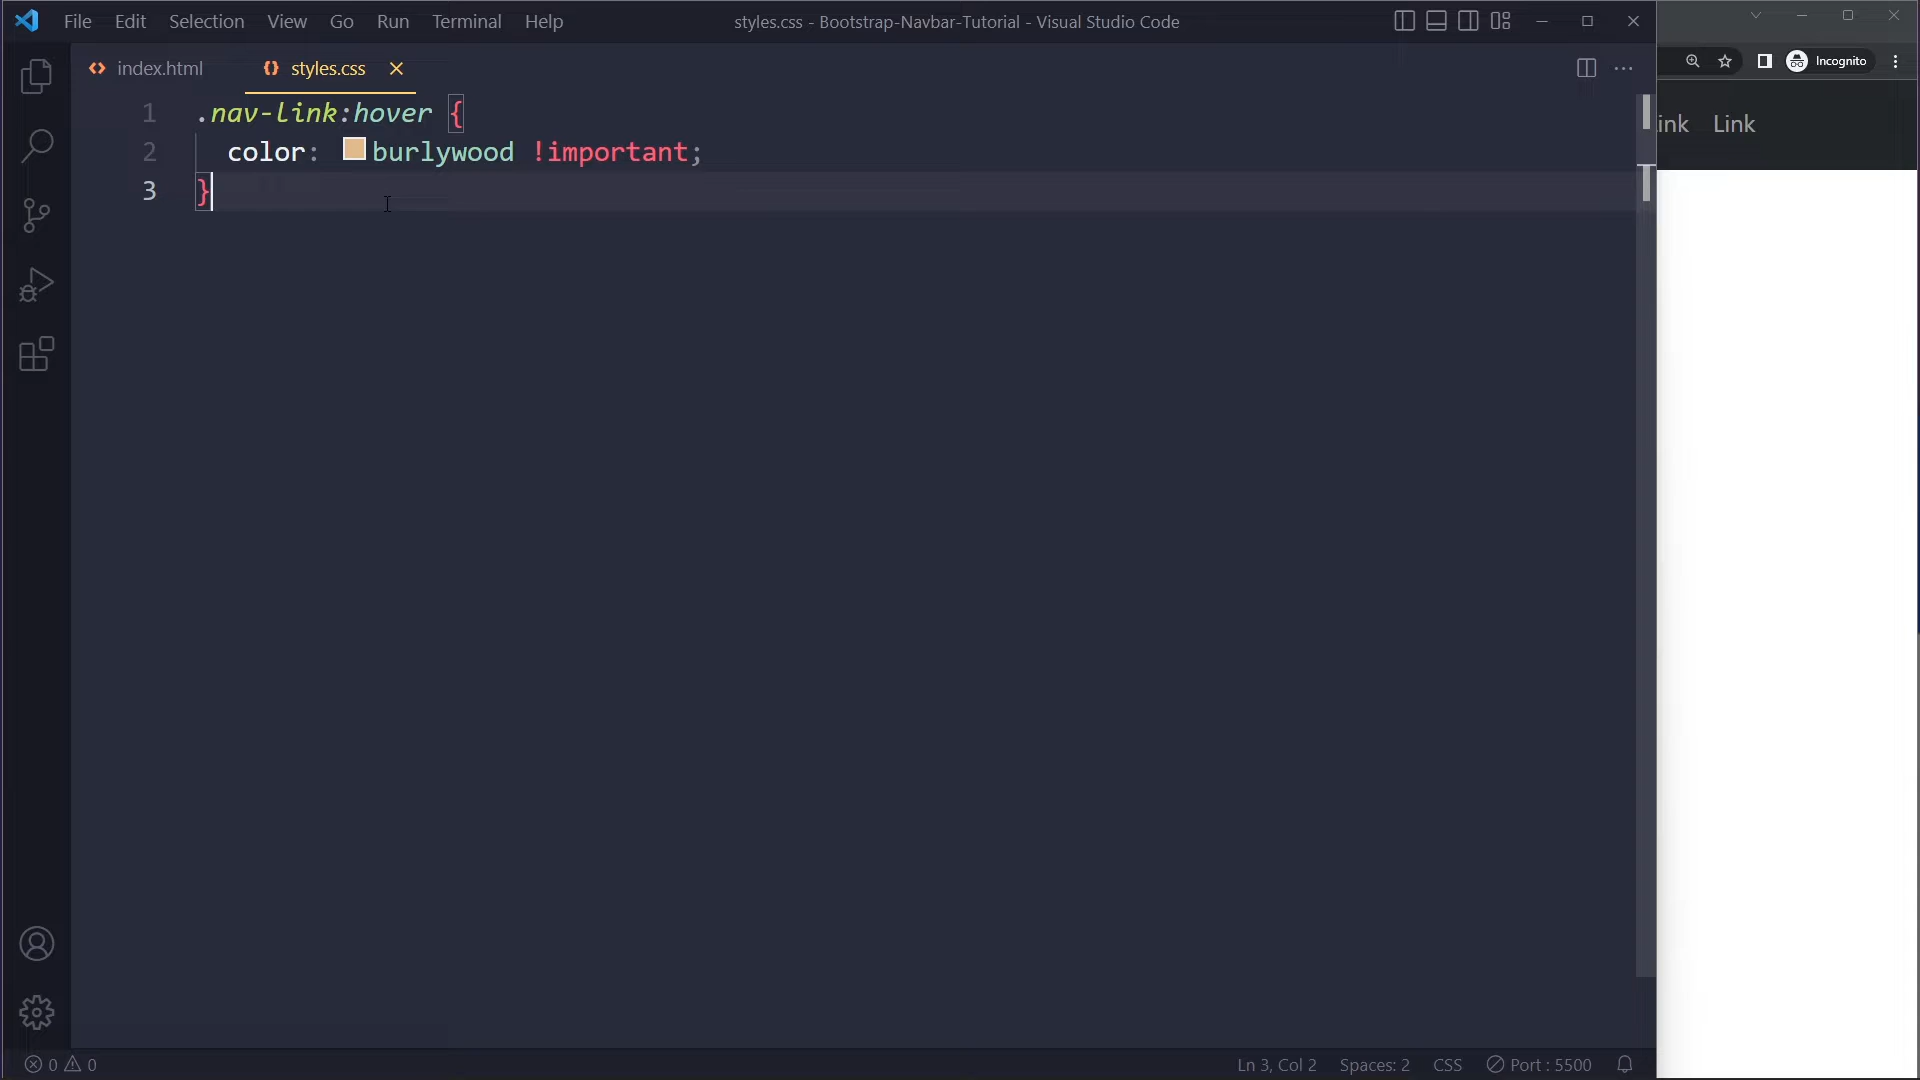 File Edit Selection View Go Run Terminal Help
styles.css - Bootstrap-Navbar-Tutorial - Visual Studio Code
index.html
styles.css
1 .nav-link:hover {
2 color: burlywood !important;
3 }
Incognito
Link
0 0
Ln 3, Col 2 Spaces: 2 CSS Port : 5500